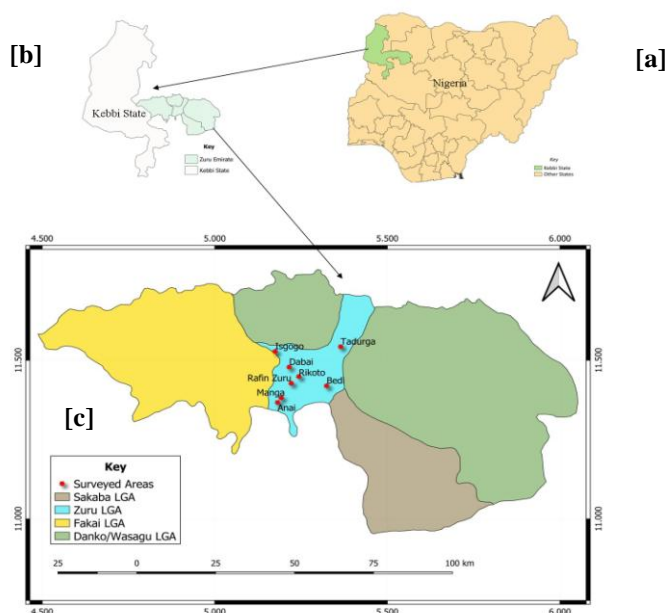 [b]
[a]
Kebbi State
Nigeria
Key
Zuru Emirate
Kebbi State
Key
Kebbi State
Other States
4.500
5.000
5.500
6.000
11.500
11.500
Isgogo
Tadurga
Dabai
Rikoto
Rafin Zuru
Bedi
Manga
Anai
[c]
Key
Surveyed Areas
Sakaba LGA
Zuru LGA
Fakai LGA
Danko/Wasagu LGA
11.000
11.000
25 0 25 50 75 100 km
4.500
5.000
5.500
6.000